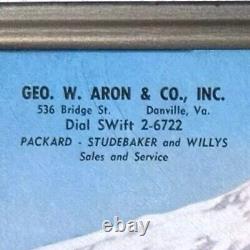 GEO. W. ARON & CO., INC.
536 Bridge St. Danville, Va.
Dial SWift 2-6722
PACKARD - STUDEBAKER and WILLYS
Sales and Service
© 122